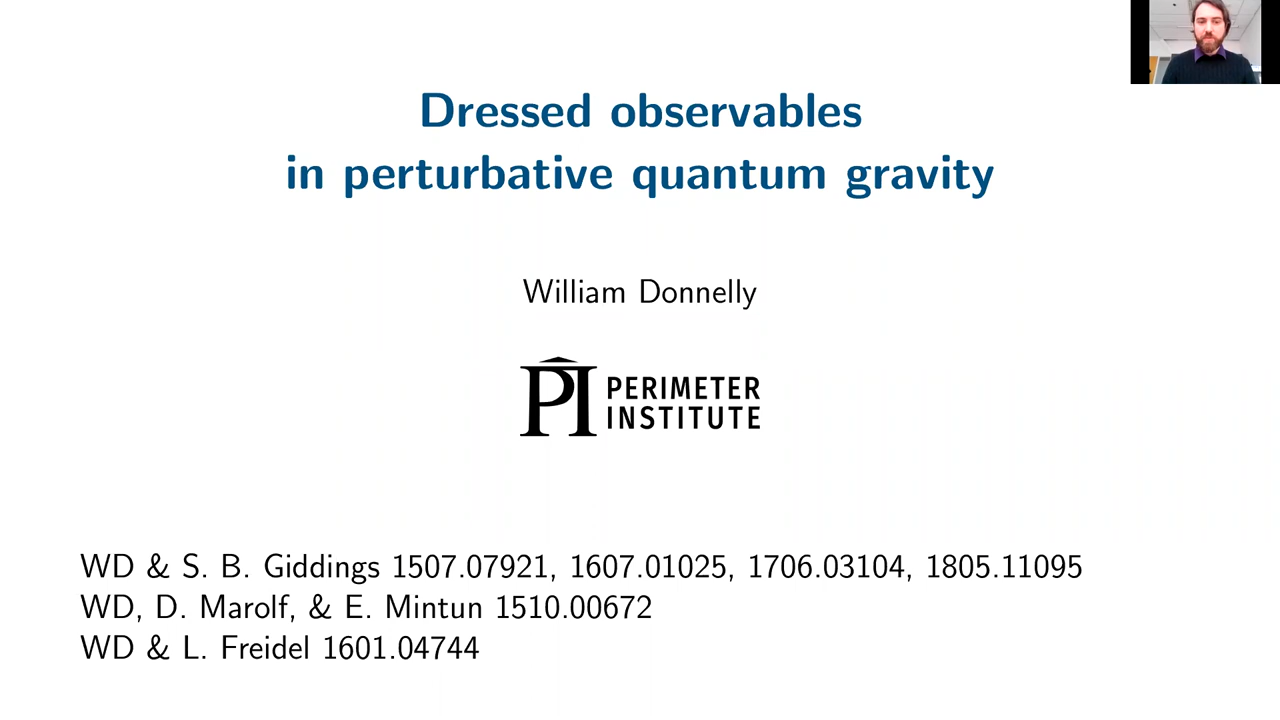 Dressed observables
in perturbative quantum gravity
William Donnelly
PI PERIMETER
INSTITUTE
WD & S. B. Giddings 1507.07921, 1607.01025, 1706.03104, 1805.11095
WD, D. Marolf, & E. Mintun 1510.00672
WD & L. Freidel 1601.04744